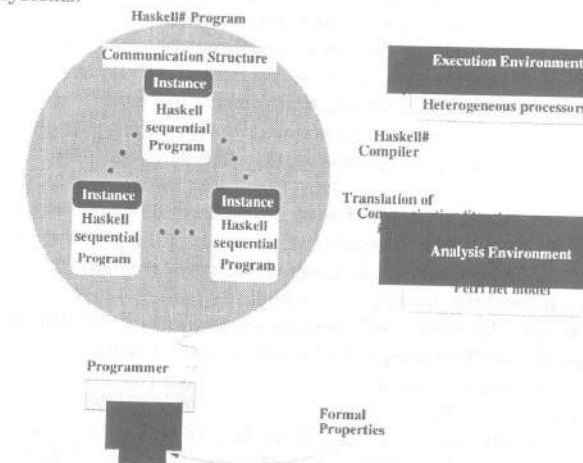 Haskell# Program
Communication Structure
Instance
Haskell
sequential
Program
Instance
Haskell
sequential
Program
Instance
Haskell
sequential
Program
Execution Environment
Heterogeneous processors
Haskell#
Compiler
Translation of
Analysis Environment
Petri net model
Programmer
Formal
Properties